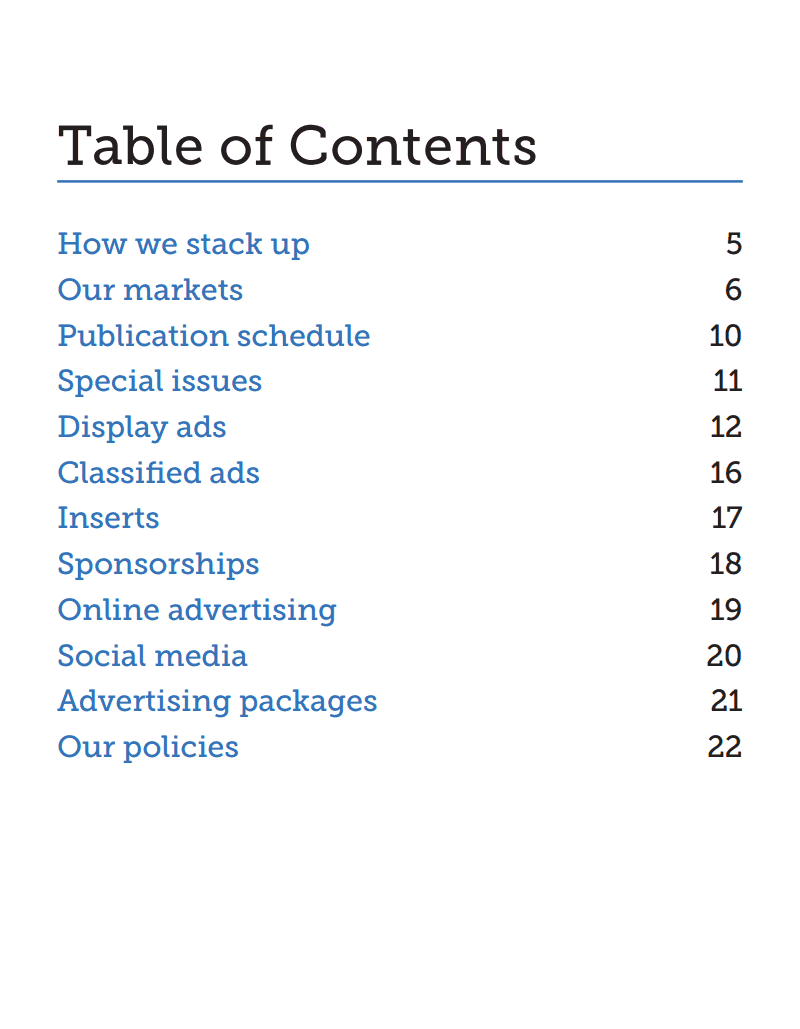 Table of Contents
How we stack up 5
Our markets 6
Publication schedule 10
Special issues 11
Display ads 12
Classified ads 16
Inserts 17
Sponsorships 18
Online advertising 19
Social media 20
Advertising packages 21
Our policies 22